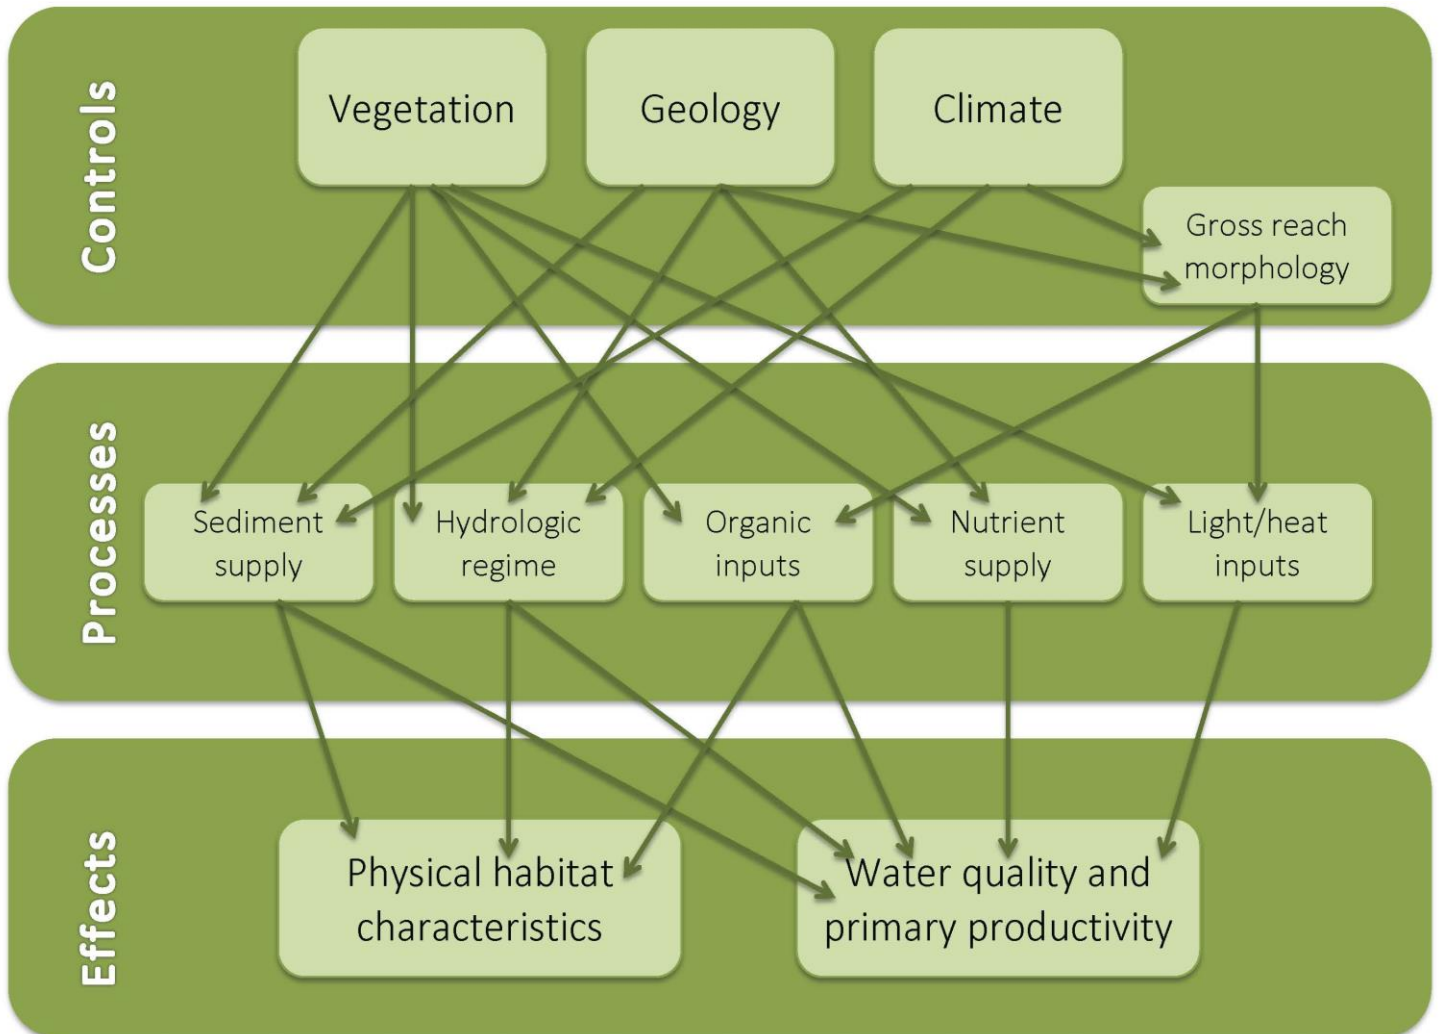 Controls
Vegetation
Geology
Climate
Gross reach
morphology
Processes
Sediment
supply
Hydrologic
regime
Organic
inputs
Nutrient
supply
Light/heat
inputs
Effects
Physical habitat
characteristics
Water quality and
primary productivity